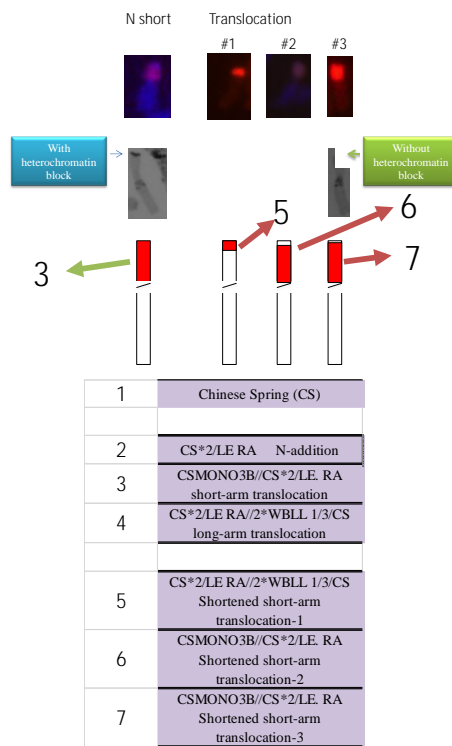 N short Translocation
#1 #2 #3
With
heterochromatin
block
Without
heterochromatin
block
5
6
3
7
1 Chinese Spring (CS)
2 CS*2/LE RA N-addition
3 CSMONO3B//CS*2/LE. RA
short-arm translocation
4 CS*2/LE RA//2*WBLL 1/3/CS
long-arm translocation
5 CS*2/LE RA//2*WBLL 1/3/CS
Shortened short-arm
translocation-1
6 CSMONO3B//CS*2/LE. RA
Shortened short-arm
translocation-2
7 CSMONO3B//CS*2/LE. RA
Shortened short-arm
translocation-3